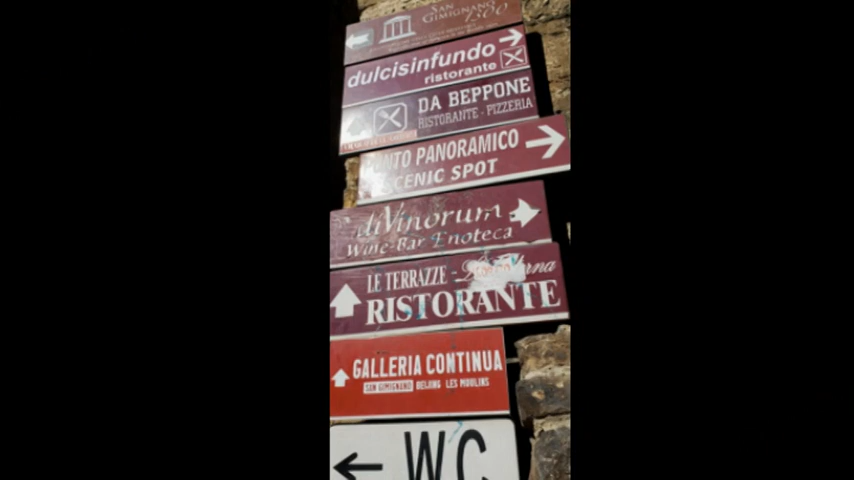 SAN
GIMIGNANO
1300
dulcisinfundo
ristorante
DA BEPPONE
RISTORANTE - PIZZERIA
PUNTO PANORAMICO
SCENIC SPOT
diVinorum
Wine-Bar Enoteca
LE TERRAZZE -
RISTORANTE
GALLERIA CONTINUA
SAN GIMIGNANO BEIJING LES MOULINS
WC